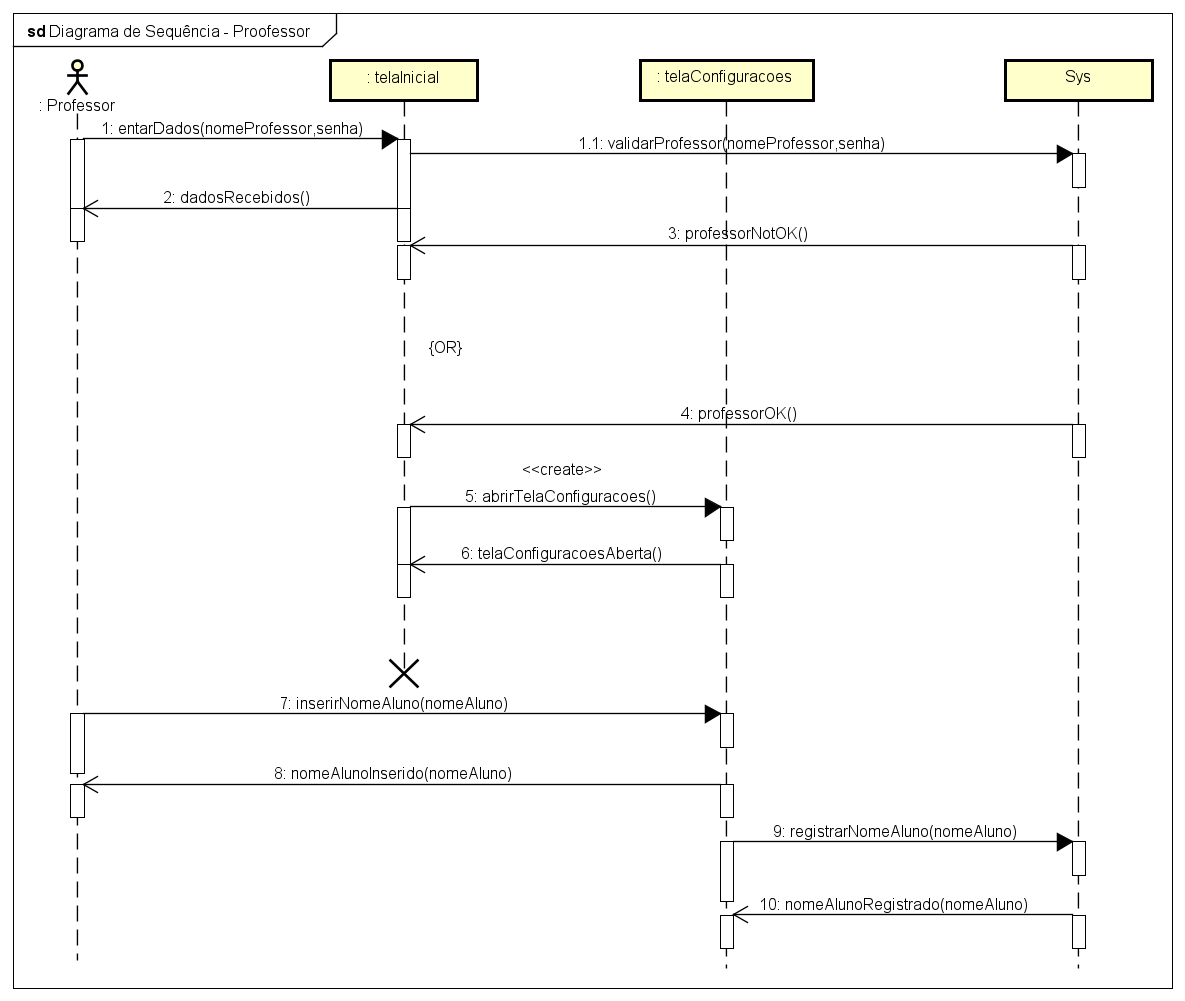 sd Diagrama de Sequência - Proofessor
: Professor
: telaInicial
: telaConfiguracoes
Sys
1: entarDados(nomeProfessor,senha)
1.1: validarProfessor(nomeProfessor,senha)
2: dadosRecebidos()
3: professorNotOK()
{OR}
4: professorOK()
<<create>>
5: abrirTelaConfiguracoes()
6: telaConfiguracoesAberta()
7: inserirNomeAluno(nomeAluno)
8: nomeAlunoInserido(nomeAluno)
9: registrarNomeAluno(nomeAluno)
10: nomeAlunoRegistrado(nomeAluno)